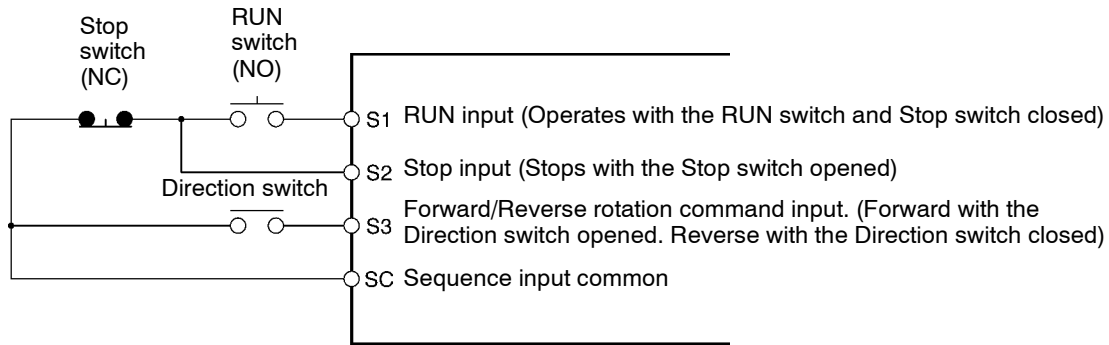 Stop
switch
(NC)
RUN
switch
(NO)
S1 RUN input (Operates with the RUN switch and Stop switch closed)
S2 Stop input (Stops with the Stop switch opened)
Direction switch
S3 Forward/Reverse rotation command input. (Forward with the
Direction switch opened. Reverse with the Direction switch closed)
SC Sequence input common